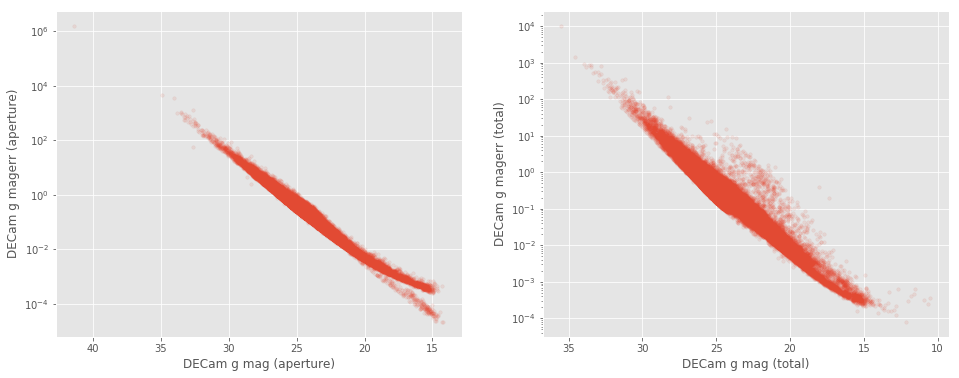 DECam g magerr (aperture)
10^6
10^4
10^2
10^0
10^-2
10^-4
40 35 30 25 20 15
DECam g mag (aperture)
DECam g magerr (total)
10^4
10^3
10^2
10^1
10^0
10^-1
10^-2
10^-3
10^-4
35 30 25 20 15 10
DECam g mag (total)